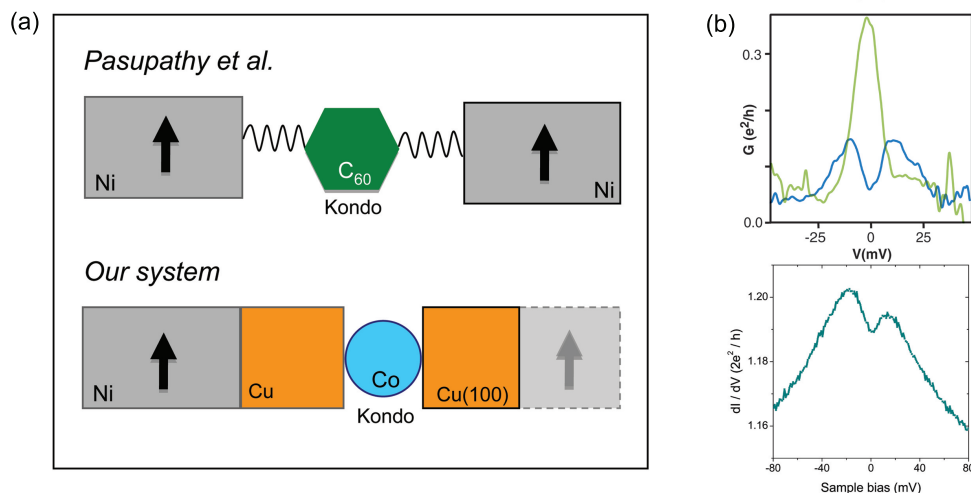 (a)
Pasupathy et al.
Ni
C60
Kondo
Ni
Our system
Ni
Cu
Co
Kondo
Cu(100)
(b)
G (e²/h)
0.3
0.0
-25
0
25
V(mV)
dI / dV (2e² / h)
1.20
1.18
1.16
-80
-40
0
40
80
Sample bias (mV)